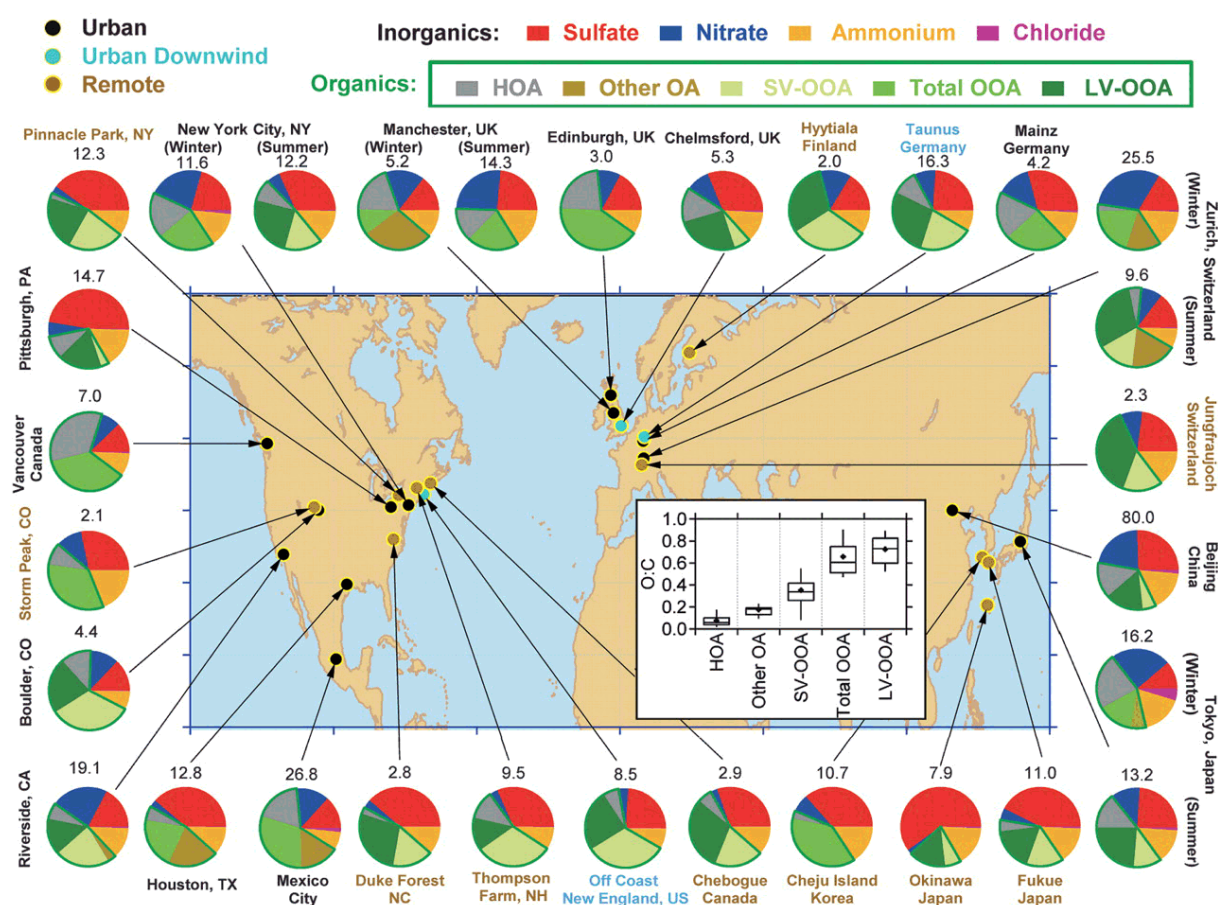 Urban
Urban Downwind
Remote
Inorganics: Sulfate Nitrate Ammonium Chloride
Organics: HOA Other OA SV-OOA Total OOA LV-OOA
Pinnacle Park, NY
12.3
New York City, NY
(Winter) (Summer)
11.6 12.2
Manchester, UK
(Winter) (Summer)
5.2 14.3
Edinburgh, UK
3.0
Chelmsford, UK
5.3
Hyytiala
Finland
2.0
Taunus
Germany
16.3
Mainz
Germany
4.2
25.5
Zurich, Switzerland
(Winter)
(Summer)
9.6
Pittsburgh, PA
14.7
Vancouver
Canada
7.0
Storm Peak, CO
2.1
Boulder, CO
4.4
Riverside, CA
19.1
Jungfraujoch
Switzerland
2.3
Beijing
China
80.0
Tokyo, Japan
(Winter)
(Summer)
16.2
13.2
O:C
1.0
0.8
0.6
0.4
0.2
0.0
HOA
Other OA
SV-OOA
Total OOA
LV-OOA
12.8
Houston, TX
26.8
Mexico
City
2.8
Duke Forest
NC
9.5
Thompson
Farm, NH
8.5
Off Coast
New England, US
2.9
Chebogue
Canada
10.7
Cheju Island
Korea
7.9
Okinawa
Japan
11.0
Fukue
Japan